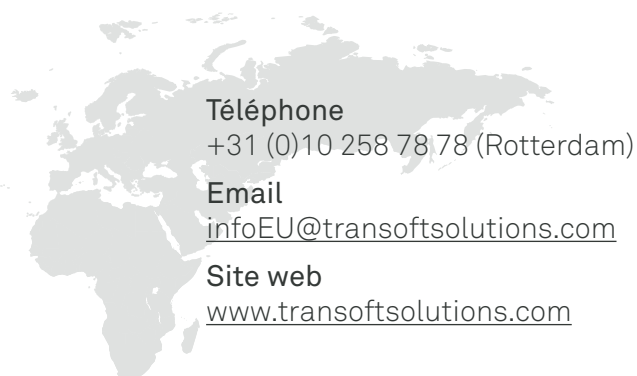 Téléphone
+31 (0)10 258 78 78 (Rotterdam)
Email
infoEU@transoftsolutions.com
Site web
www.transoftsolutions.com